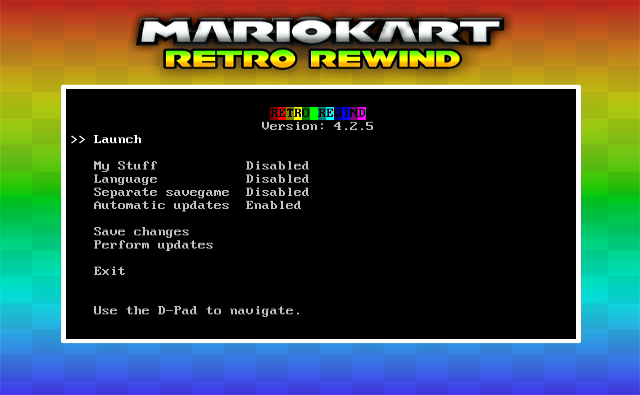 MARIOKART
RETRO REWIND
RETRO REWIND
Version: 4.2.5
>> Launch
My Stuff Disabled
Language Disabled
Separate savegame Disabled
Automatic updates Enabled
Save changes
Perform updates
Exit
Use the D-Pad to navigate.